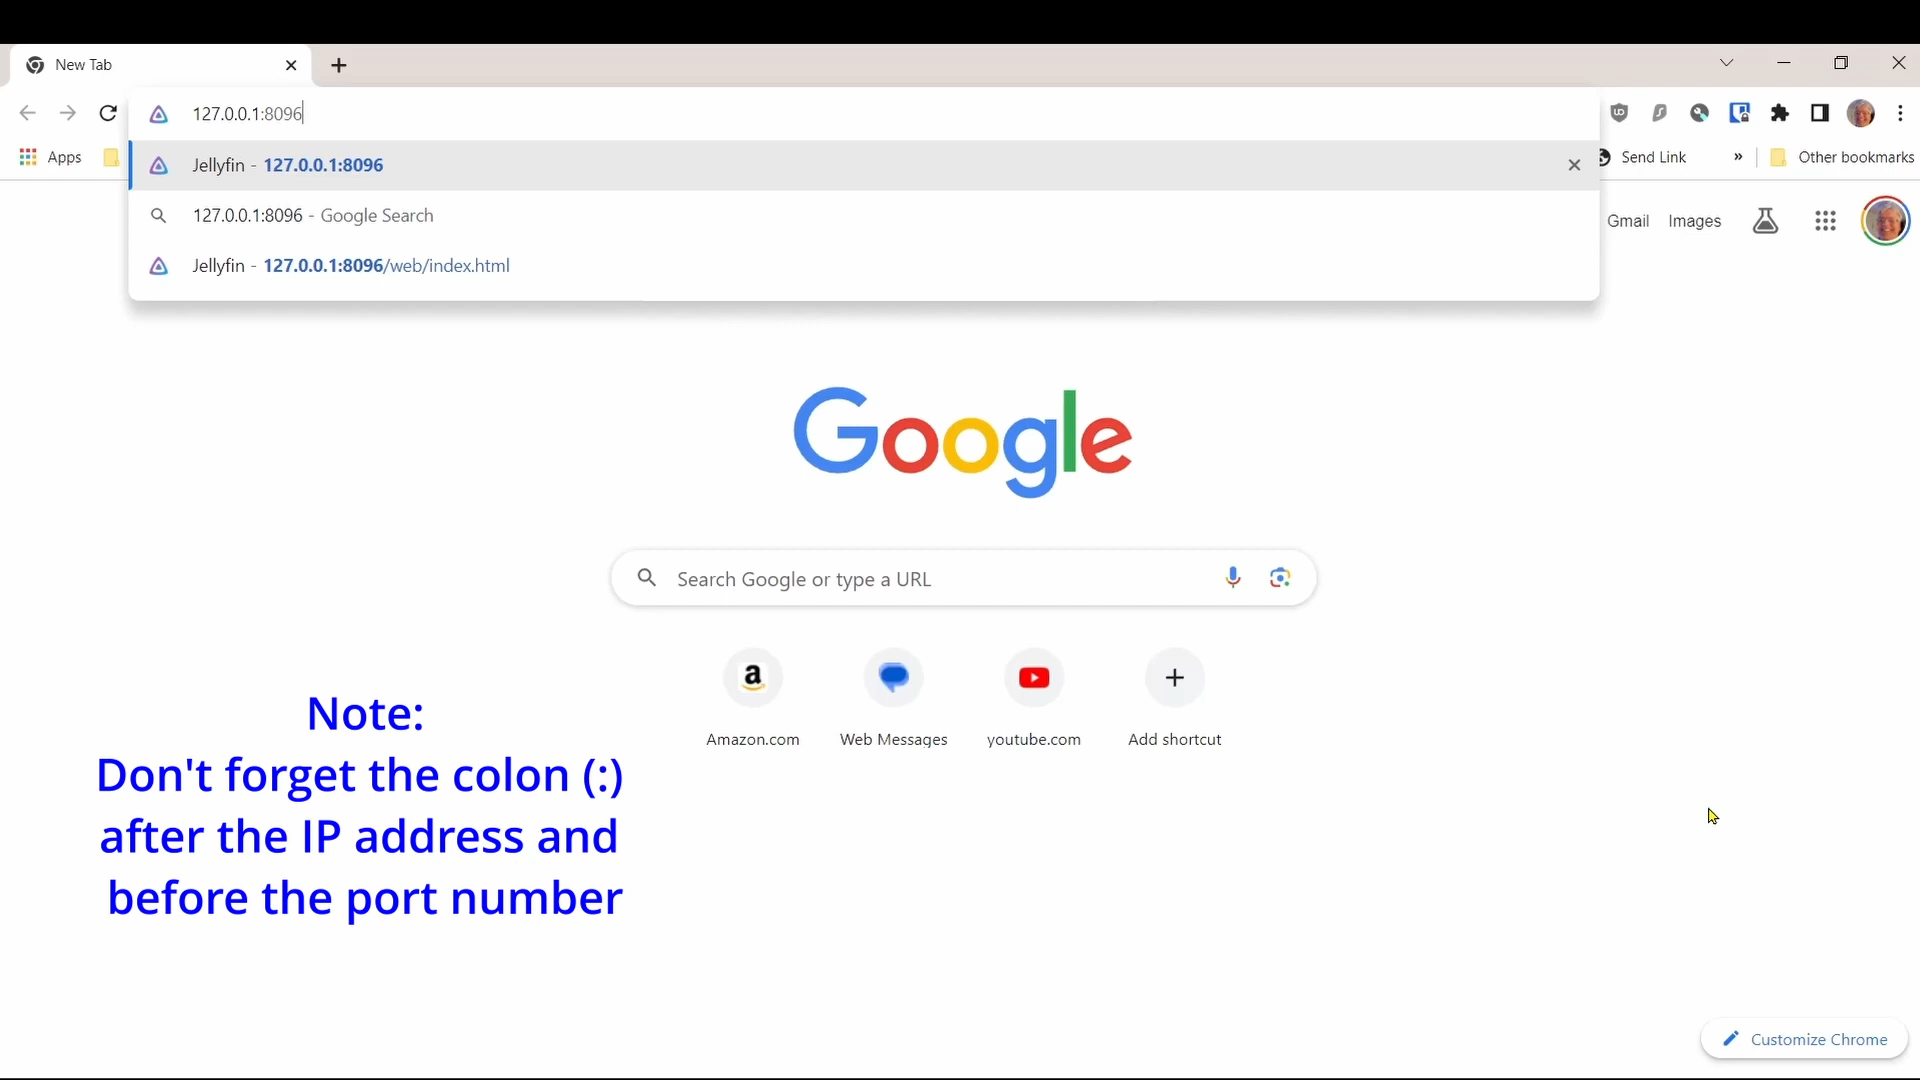 New Tab
127.0.0.1:8096
Apps
Jellyfin - 127.0.0.1:8096
Send Link
»
Other bookmarks
127.0.0.1:8096 - Google Search
Gmail
Images
Jellyfin - 127.0.0.1:8096/web/index.html
Google
Search Google or type a URL
Amazon.com
Web Messages
youtube.com
Add shortcut
Note:
Don't forget the colon (:)
after the IP address and
before the port number
Customize Chrome